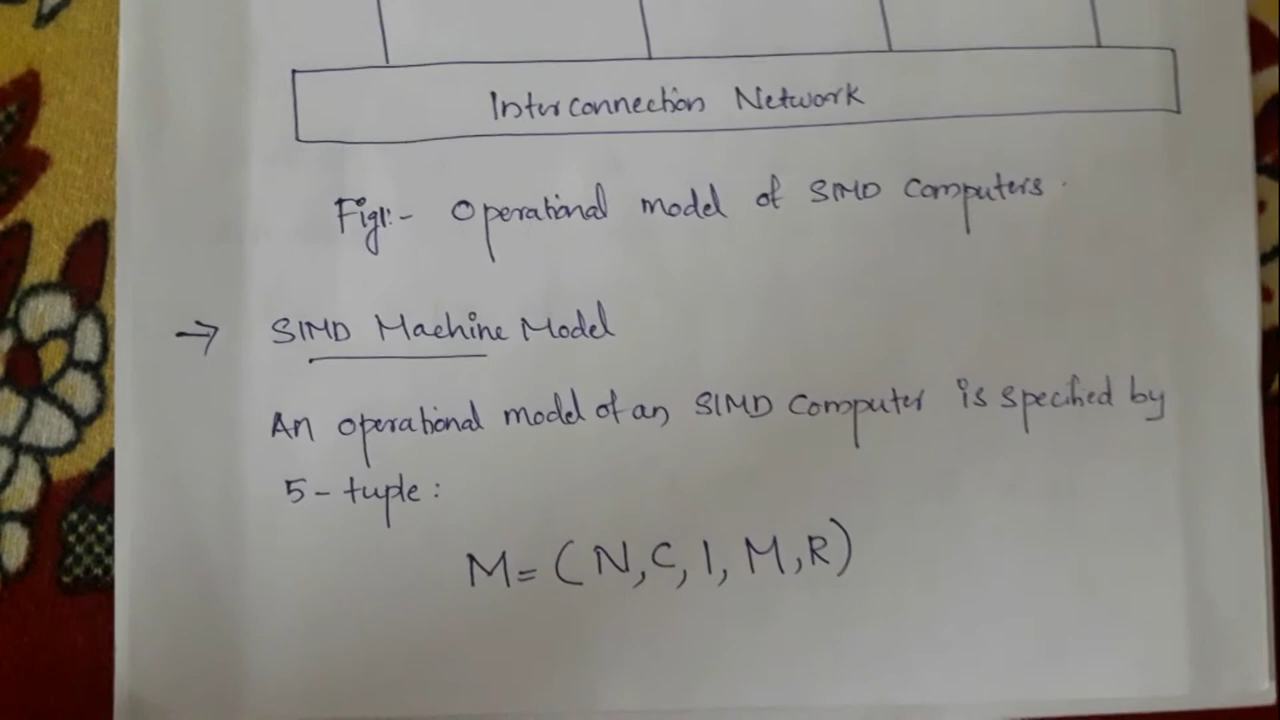 Interconnection Network
Fig1:- Operational model of SIMD Computers.
→ SIMD Machine Model
An operational model of an SIMD Computer is specified by
5-tuple:
M=(N,C,I,M,R)